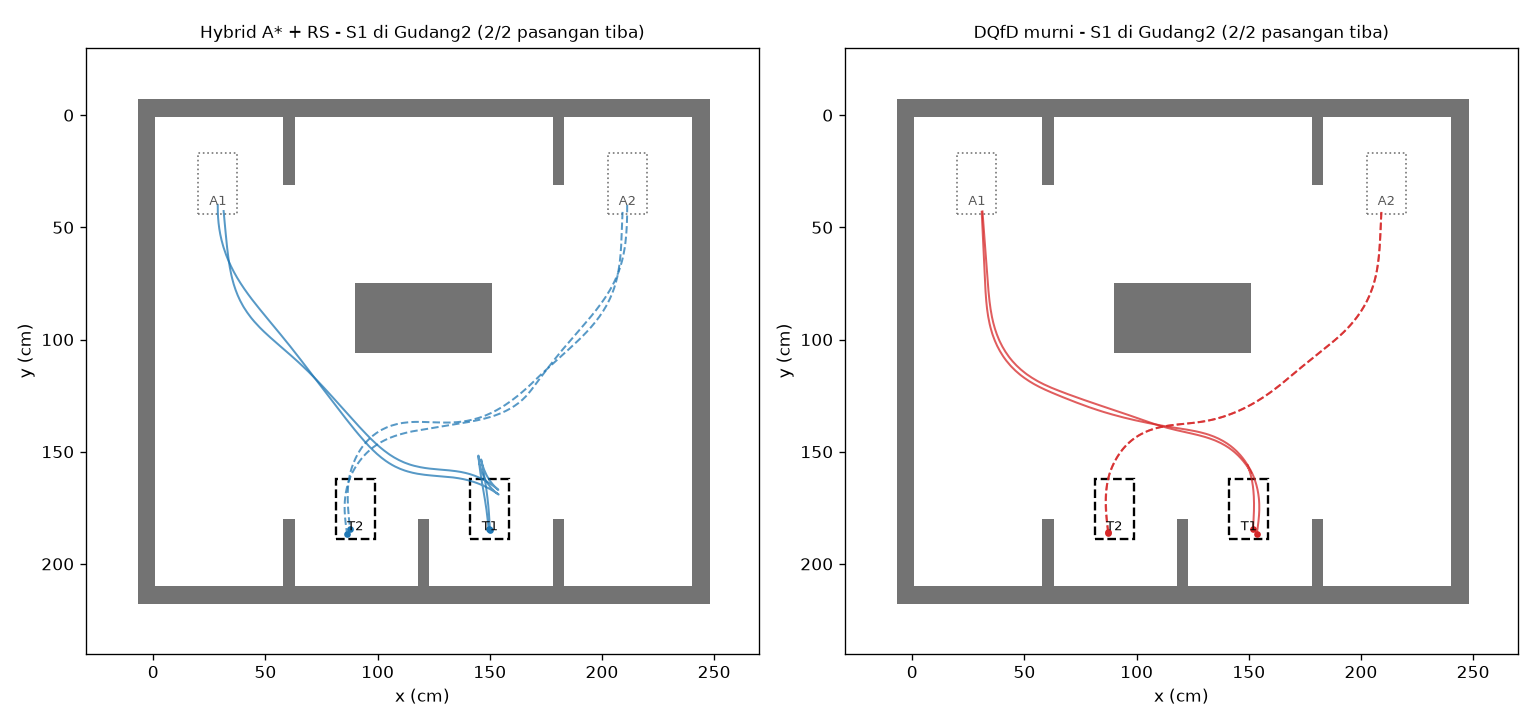 Hybrid A* + RS - S1 di Gudang2 (2/2 pasangan tiba)
0
50
100
150
200
y (cm)
A1
A2
T2
T1
0
50
100
150
200
250
x (cm)
DQfD murni - S1 di Gudang2 (2/2 pasangan tiba)
0
50
100
150
200
y (cm)
A1
A2
T2
T1
0
50
100
150
200
250
x (cm)